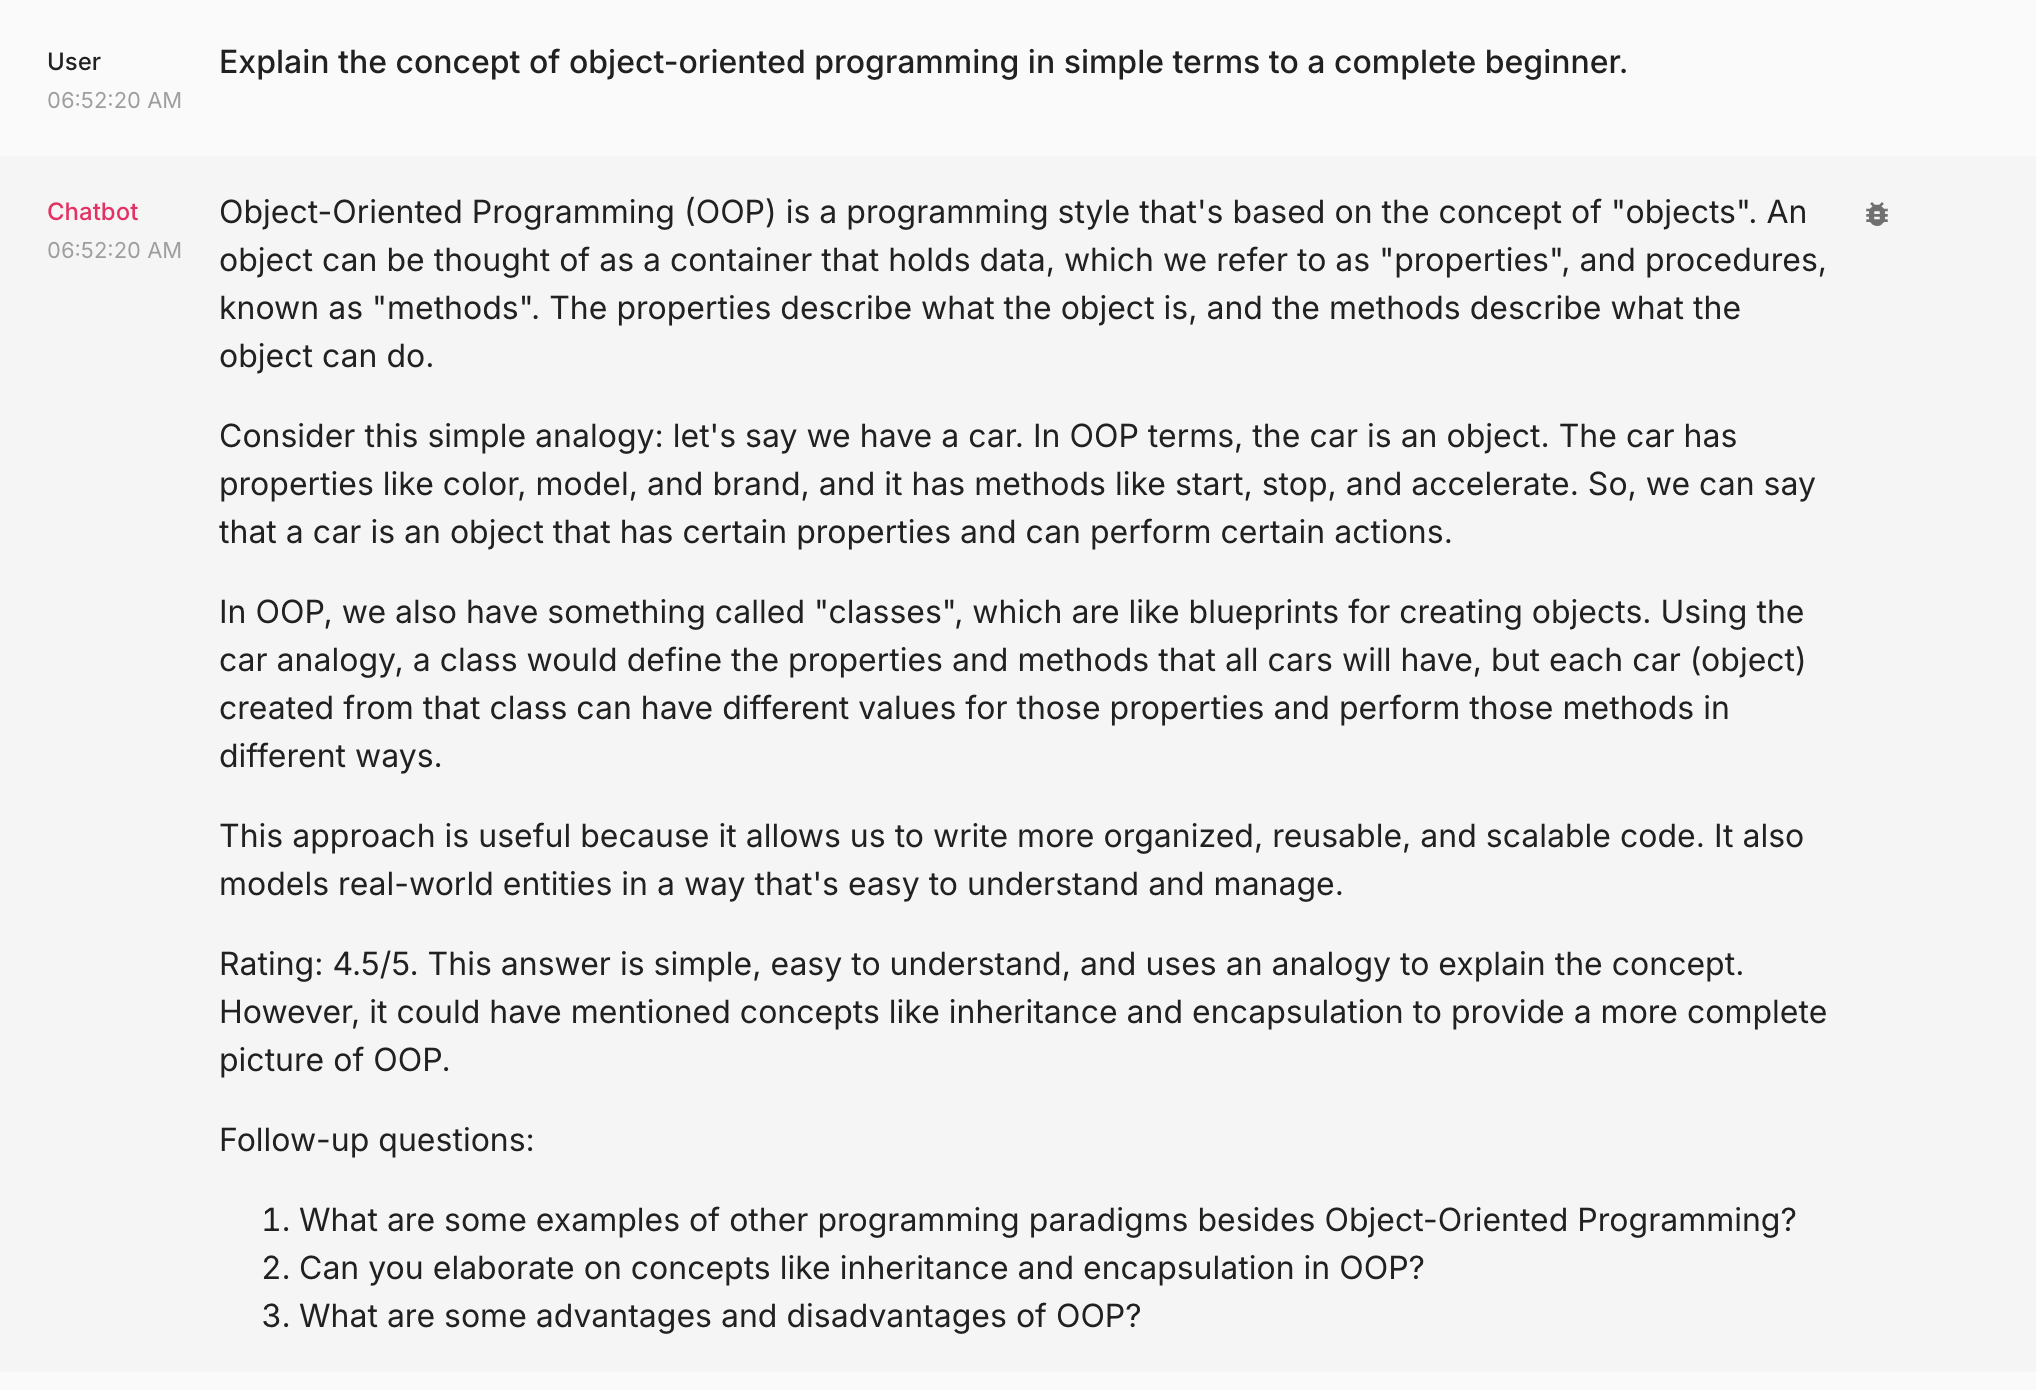 User
06:52:20 AM
Explain the concept of object-oriented programming in simple terms to a complete beginner.
Chatbot
06:52:20 AM
Object-Oriented Programming (OOP) is a programming style that's based on the concept of "objects". An
object can be thought of as a container that holds data, which we refer to as "properties", and procedures,
known as "methods". The properties describe what the object is, and the methods describe what the
object can do.
Consider this simple analogy: let's say we have a car. In OOP terms, the car is an object. The car has
properties like color, model, and brand, and it has methods like start, stop, and accelerate. So, we can say
that a car is an object that has certain properties and can perform certain actions.
In OOP, we also have something called "classes", which are like blueprints for creating objects. Using the
car analogy, a class would define the properties and methods that all cars will have, but each car (object)
created from that class can have different values for those properties and perform those methods in
different ways.
This approach is useful because it allows us to write more organized, reusable, and scalable code. It also
models real-world entities in a way that's easy to understand and manage.
Rating: 4.5/5. This answer is simple, easy to understand, and uses an analogy to explain the concept.
However, it could have mentioned concepts like inheritance and encapsulation to provide a more complete
picture of OOP.
Follow-up questions:
1. What are some examples of other programming paradigms besides Object-Oriented Programming?
2. Can you elaborate on concepts like inheritance and encapsulation in OOP?
3. What are some advantages and disadvantages of OOP?